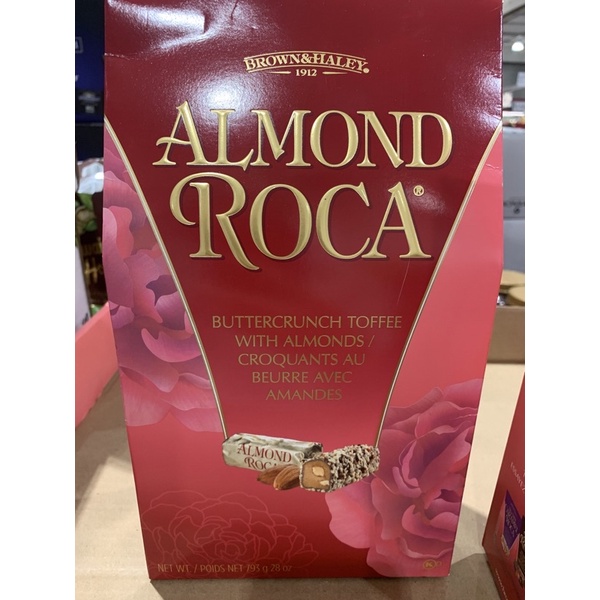 BROWN&HALEY
1912
ALMOND
ROCA®
BUTTERCRUNCH TOFFEE
WITH ALMONDS /
CROQUANTS AU
BEURRE AVEC
AMANDES
ALMOND
ROCA
NET WT / POIDS NET 793 g 28 oz